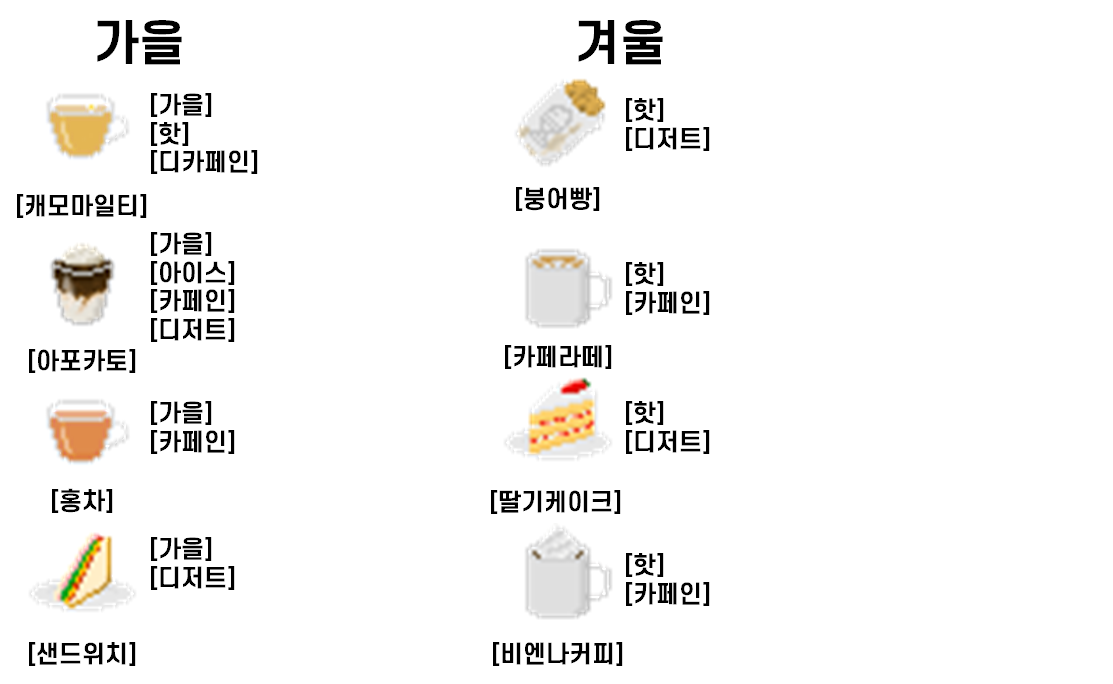 가을
[가을]
[핫]
[디카페인]
[캐모마일티]
[가을]
[아이스]
[카페인]
[디저트]
[아포카토]
[가을]
[카페인]
[홍차]
[가을]
[디저트]
[샌드위치]
겨울
[핫]
[디저트]
[붕어빵]
[핫]
[카페인]
[카페라떼]
[핫]
[디저트]
[딸기케이크]
[핫]
[카페인]
[비엔나커피]